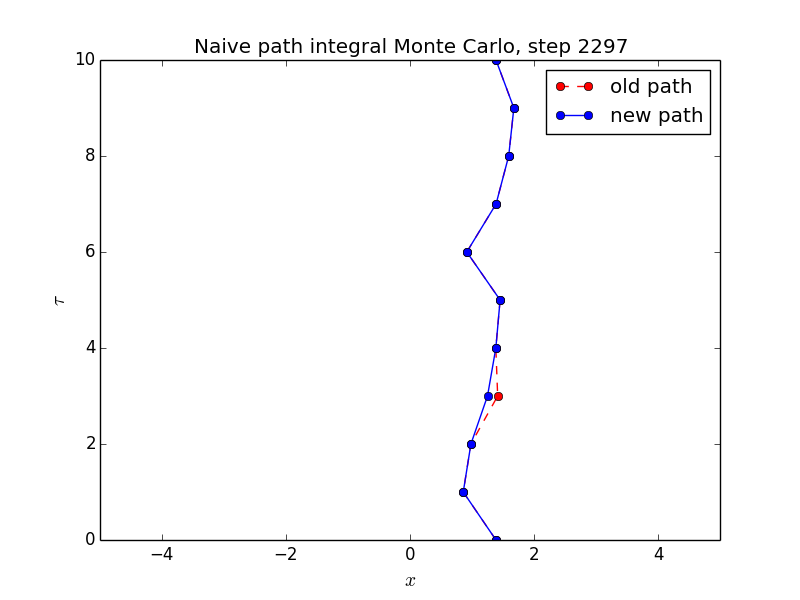 Naive path integral Monte Carlo, step 2297
old path
new path
10
8
6
4
2
0
τ
−4 −2 0 2 4
x